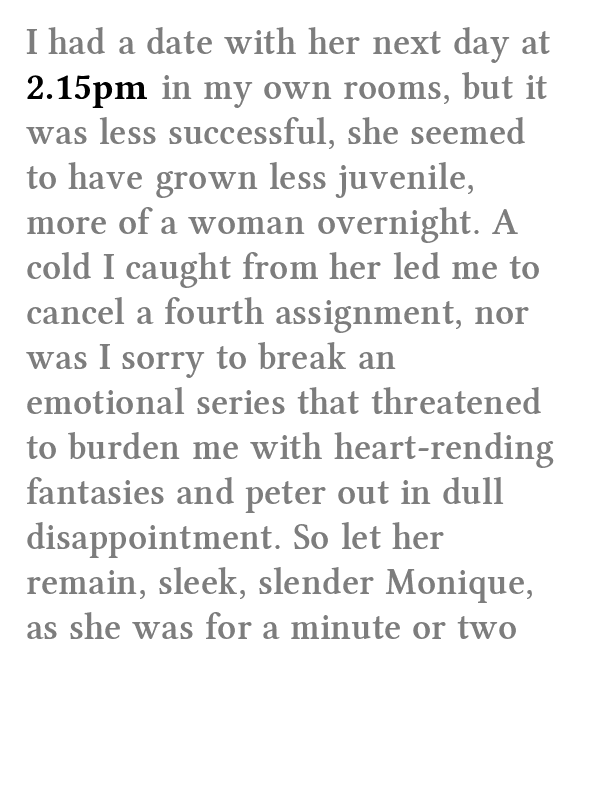 I had a date with her next day at
2.15pm in my own rooms, but it
was less successful, she seemed
to have grown less juvenile,
more of a woman overnight. A
cold I caught from her led me to
cancel a fourth assignment, nor
was I sorry to break an
emotional series that threatened
to burden me with heart-rending
fantasies and peter out in dull
disappointment. So let her
remain, sleek, slender Monique,
as she was for a minute or two